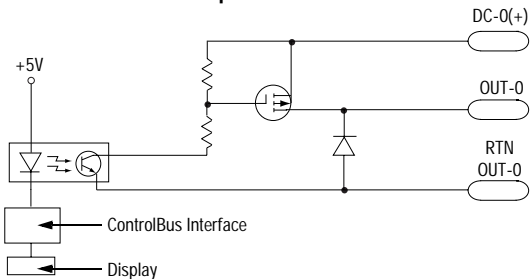 DC-0(+)
+5V
OUT-0
RTN
OUT-0
ControlBus Interface
Display